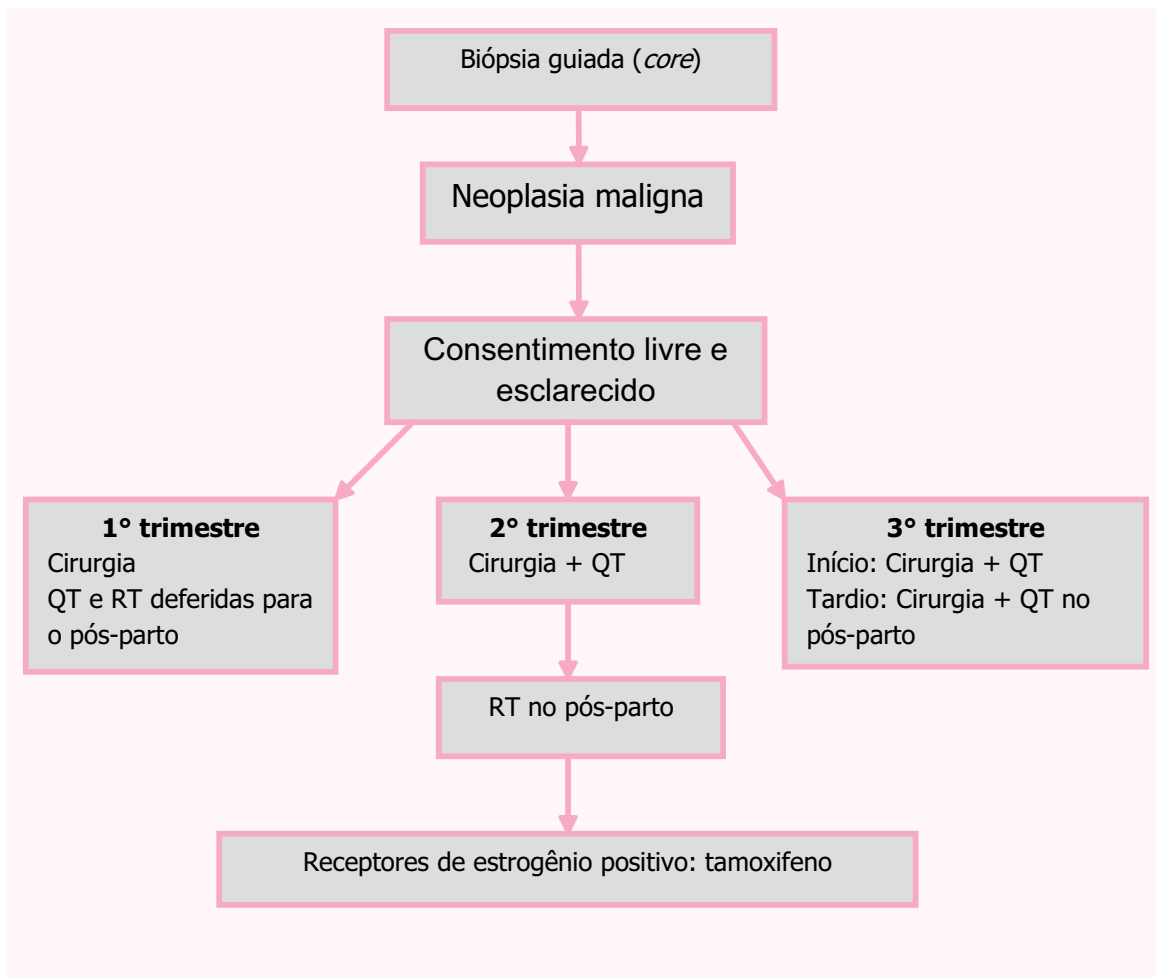 Biópsia guiada (core)
Neoplasia maligna
Consentimento livre e
esclarecido
1° trimestre
Cirurgia
QT e RT deferidas para
o pós-parto
2° trimestre
Cirurgia + QT
3° trimestre
Início: Cirurgia + QT
Tardio: Cirurgia + QT no
pós-parto
RT no pós-parto
Receptores de estrogênio positivo: tamoxifeno